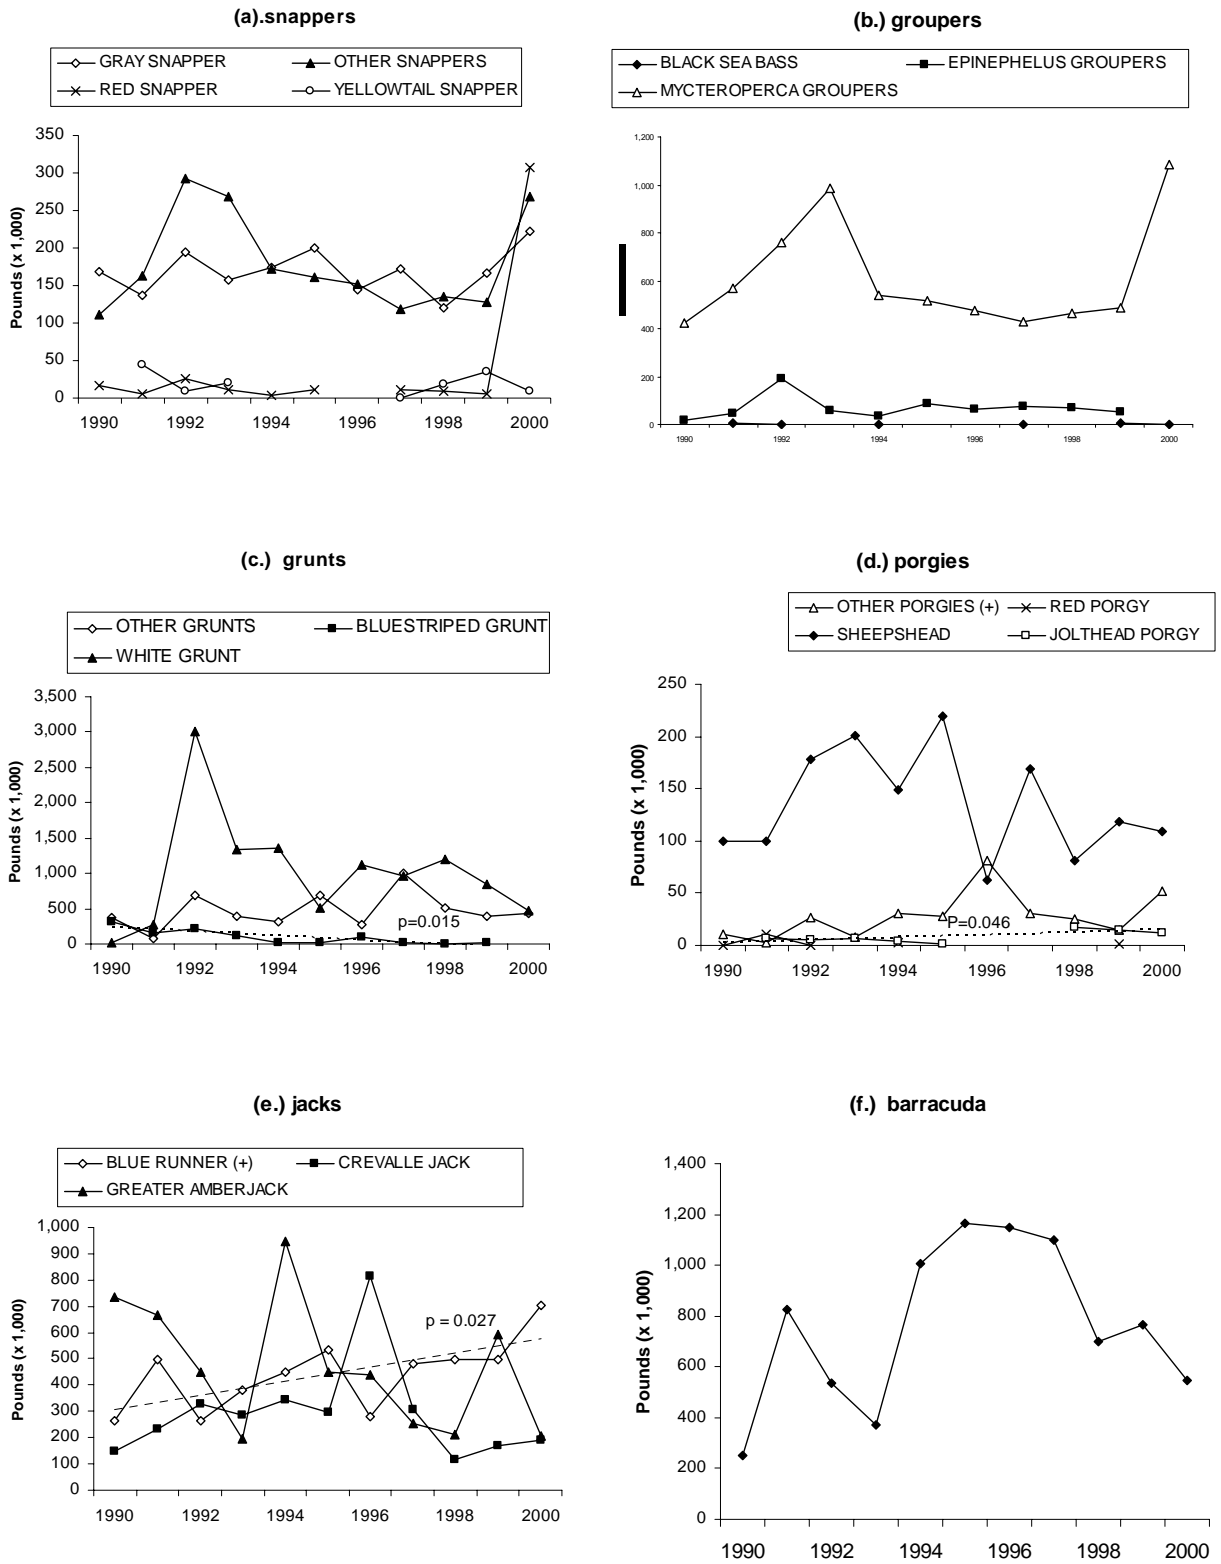 (a).snappers
GRAY SNAPPER OTHER SNAPPERS
RED SNAPPER YELLOWTAIL SNAPPER
350
300
250
200
150
100
50
0
Pounds (x 1,000)
1990 1992 1994 1996 1998 2000
(b.) groupers
BLACK SEA BASS EPINEPHELUS GROUPERS
MYCTEROPERCA GROUPERS
1,200
1,000
800
600
400
200
0
1990 1992 1994 1996 1998 2000
(c.) grunts
OTHER GRUNTS BLUESTRIPED GRUNT
WHITE GRUNT
3,500
3,000
2,500
2,000
1,500
1,000
500
0
Pounds (x 1,000)
p=0.015
1990 1992 1994 1996 1998 2000
(d.) porgies
OTHER PORGIES (+) RED PORGY
SHEEPSHEAD JOLTHEAD PORGY
250
200
150
100
50
0
Pounds (x 1,000)
P=0.046
1990 1992 1994 1996 1998 2000
(e.) jacks
BLUE RUNNER (+) CREVALLE JACK
GREATER AMBERJACK
1,000
900
800
700
600
500
400
300
200
100
0
Pounds (x 1,000)
p = 0.027
1990 1992 1994 1996 1998 2000
(f.) barracuda
1,400
1,200
1,000
800
600
400
200
0
Pounds (x 1,000)
1990 1992 1994 1996 1998 2000